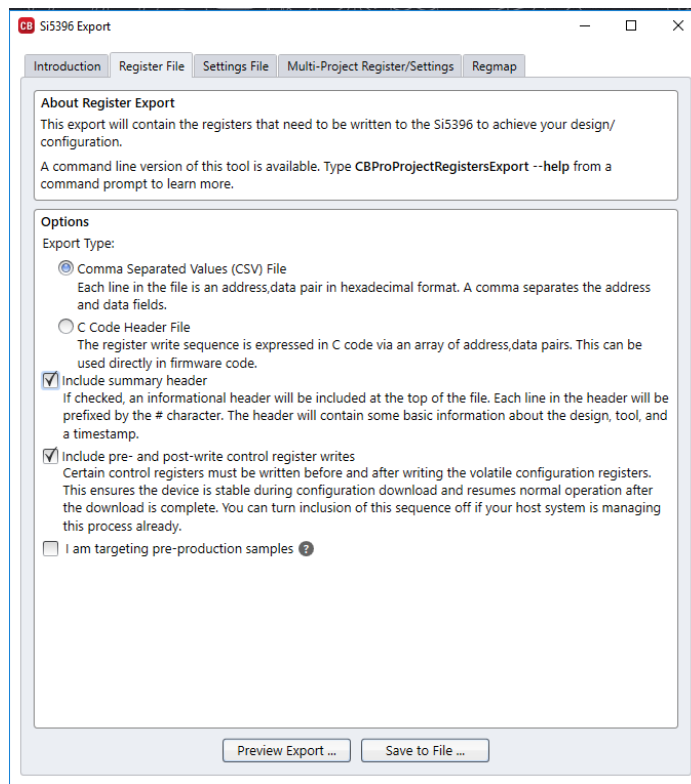 CB Si5396 Export
Introduction Register File Settings File Multi-Project Register/Settings Regmap
About Register Export
This export will contain the registers that need to be written to the Si5396 to achieve your design/
configuration.
A command line version of this tool is available. Type CBProProjectRegistersExport --help from a
command prompt to learn more.
Options
Export Type:
Comma Separated Values (CSV) File
Each line in the file is an address,data pair in hexadecimal format. A comma separates the address
and data fields.
C Code Header File
The register write sequence is expressed in C code via an array of address,data pairs. This can be
used directly in firmware code.
Include summary header
If checked, an informational header will be included at the top of the file. Each line in the header will be
prefixed by the # character. The header will contain some basic information about the design, tool, and
a timestamp.
Include pre- and post-write control register writes
Certain control registers must be written before and after writing the volatile configuration registers.
This ensures the device is stable during configuration download and resumes normal operation after
the download is complete. You can turn inclusion of this sequence off if your host system is managing
this process already.
I am targeting pre-production samples ?
Preview Export ... Save to File ...